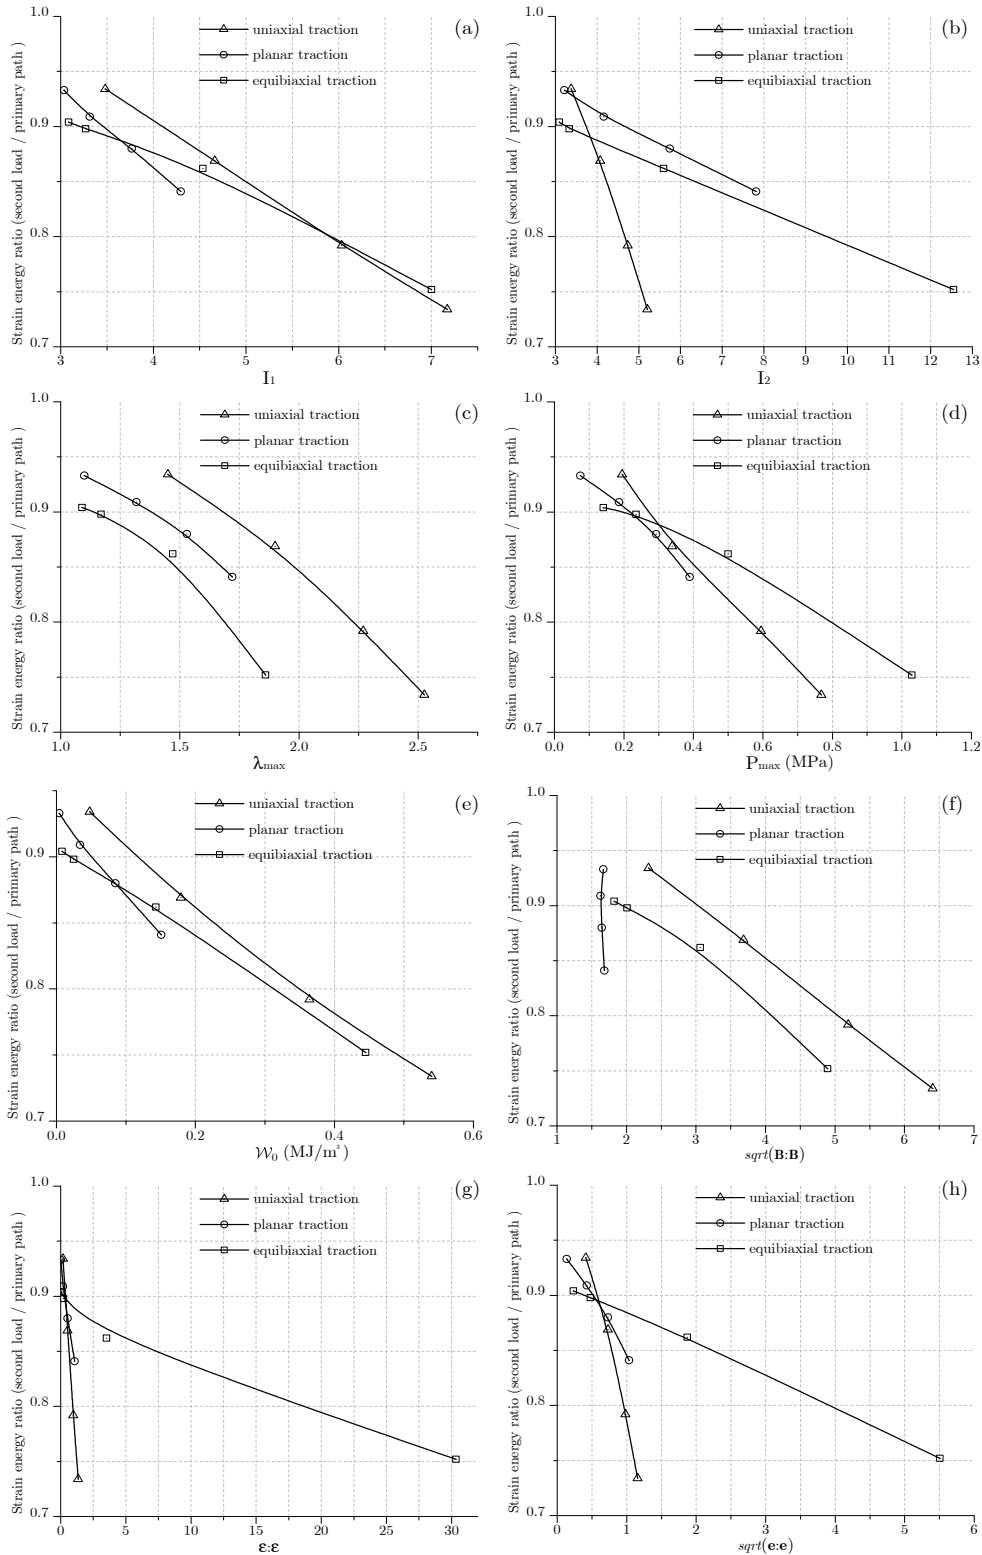 (a)
Strain energy ratio (second load / primary path )
1.0
0.9
0.8
0.7
uniaxial traction
planar traction
equibiaxial traction
3 4 5 6 7
I1
(b)
Strain energy ratio (second load / primary path )
1.0
0.9
0.8
0.7
uniaxial traction
planar traction
equibiaxial traction
3 4 5 6 7 8 9 10 11 12 13
I2
(c)
Strain energy ratio (second load / primary path )
1.0
0.9
0.8
0.7
uniaxial traction
planar traction
equibiaxial traction
1.0 1.5 2.0 2.5
λmax
(d)
Strain energy ratio (second load / primary path )
1.0
0.9
0.8
0.7
uniaxial traction
planar traction
equibiaxial traction
0.0 0.2 0.4 0.6 0.8 1.0 1.2
Pmax (MPa)
(e)
Strain energy ratio (second load / primary path )
0.9
0.8
0.7
uniaxial traction
planar traction
equibiaxial traction
0.0 0.2 0.4 0.6
W0 (MJ/m³)
(f)
Strain energy ratio (second load / primary path )
1.0
0.9
0.8
0.7
uniaxial traction
planar traction
equibiaxial traction
1 2 3 4 5 6 7
sqrt(B:B)
(g)
Strain energy ratio (second load / primary path )
1.0
0.9
0.8
0.7
uniaxial traction
planar traction
equibiaxial traction
0 5 10 15 20 25 30
ε:ε
(h)
Strain energy ratio (second load / primary path )
1.0
0.9
0.8
0.7
uniaxial traction
planar traction
equibiaxial traction
0 1 2 3 4 5 6
sqrt(e:e)